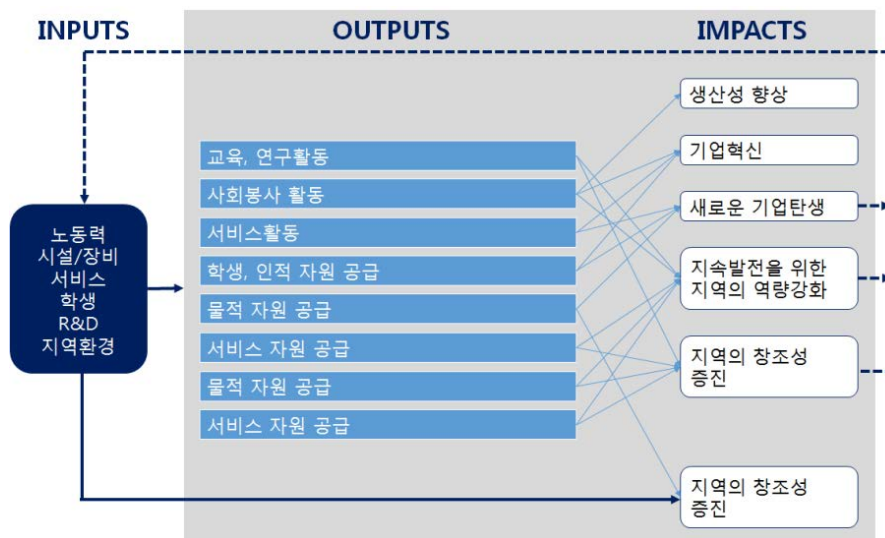 INPUTS
OUTPUTS
IMPACTS
노동력
시설/장비
서비스
학생
R&D
지역환경
교육, 연구활동
사회봉사 활동
서비스활동
학생, 인적 자원 공급
물적 자원 공급
서비스 자원 공급
물적 자원 공급
서비스 자원 공급
생산성 향상
기업혁신
새로운 기업탄생
지속발전을 위한
지역의 역량강화
지역의 창조성
증진
지역의 창조성
증진